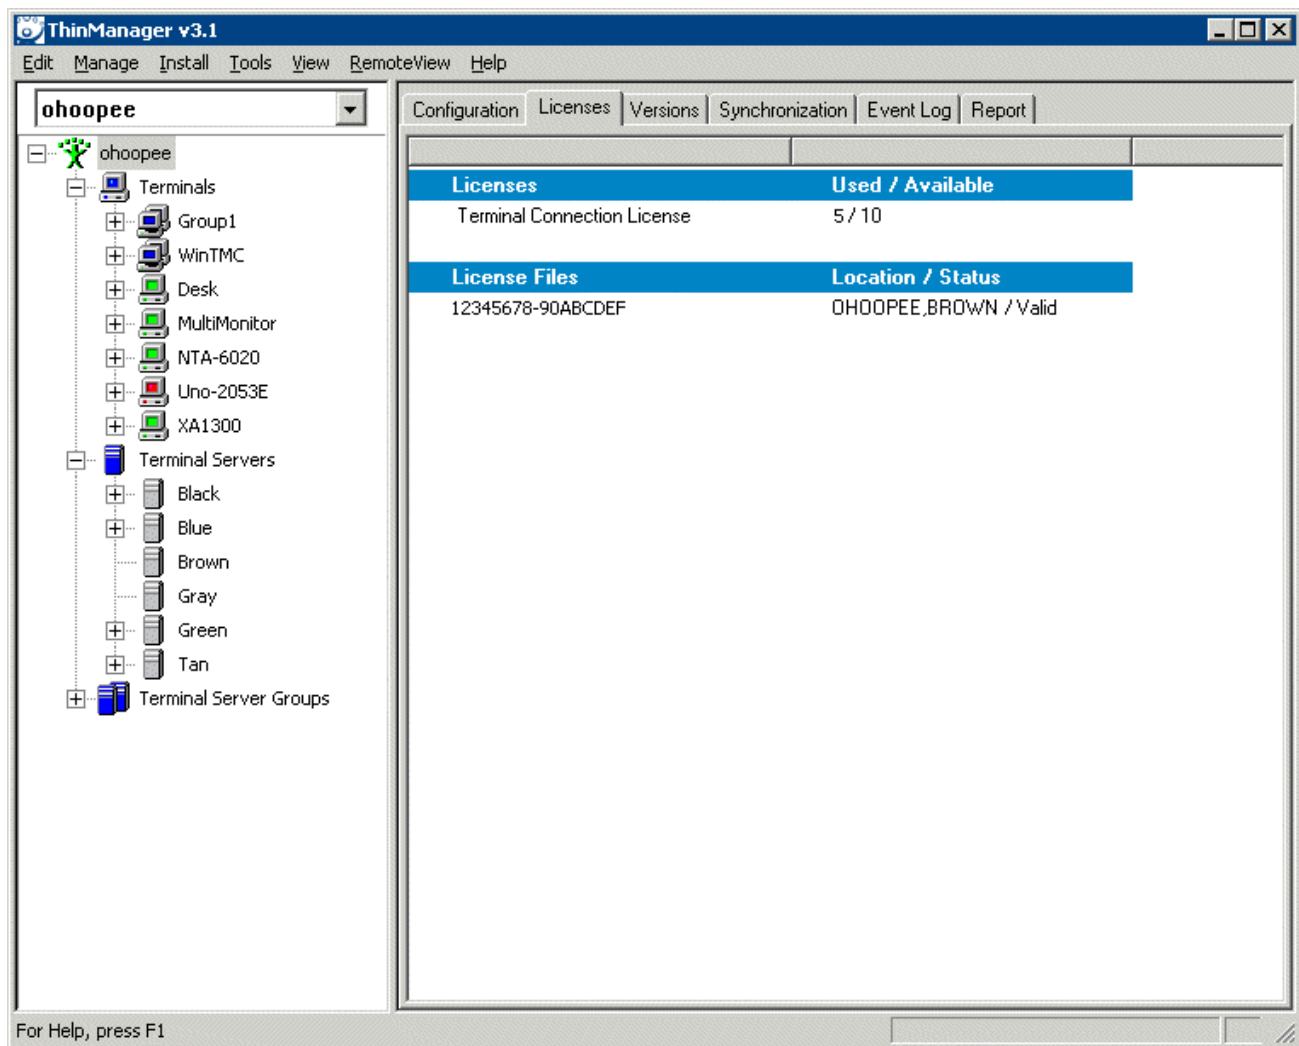 ThinManager v3.1
Edit Manage Install Tools View RemoteView Help
ohoopee
Configuration Licenses Versions Synchronization Event Log Report
ohoopee
Terminals
Group1
WinTMC
Desk
MultiMonitor
NTA-6020
Uno-2053E
XA1300
Terminal Servers
Black
Blue
Brown
Gray
Green
Tan
Terminal Server Groups
Licenses Used / Available
Terminal Connection License 5 / 10
License Files Location / Status
12345678-90ABCDEF OHOOPEE,BROWN / Valid
For Help, press F1